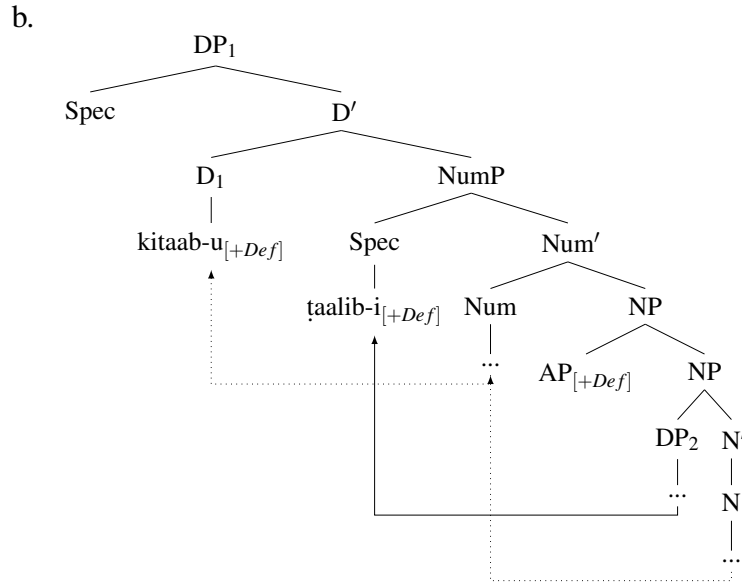 b.
DP1
Spec D′
D1 NumP
kitaab-u[+Def] Spec Num′
ṭaalib-i[+Def] Num NP
... AP[+Def] NP
DP2 N′
... N
...